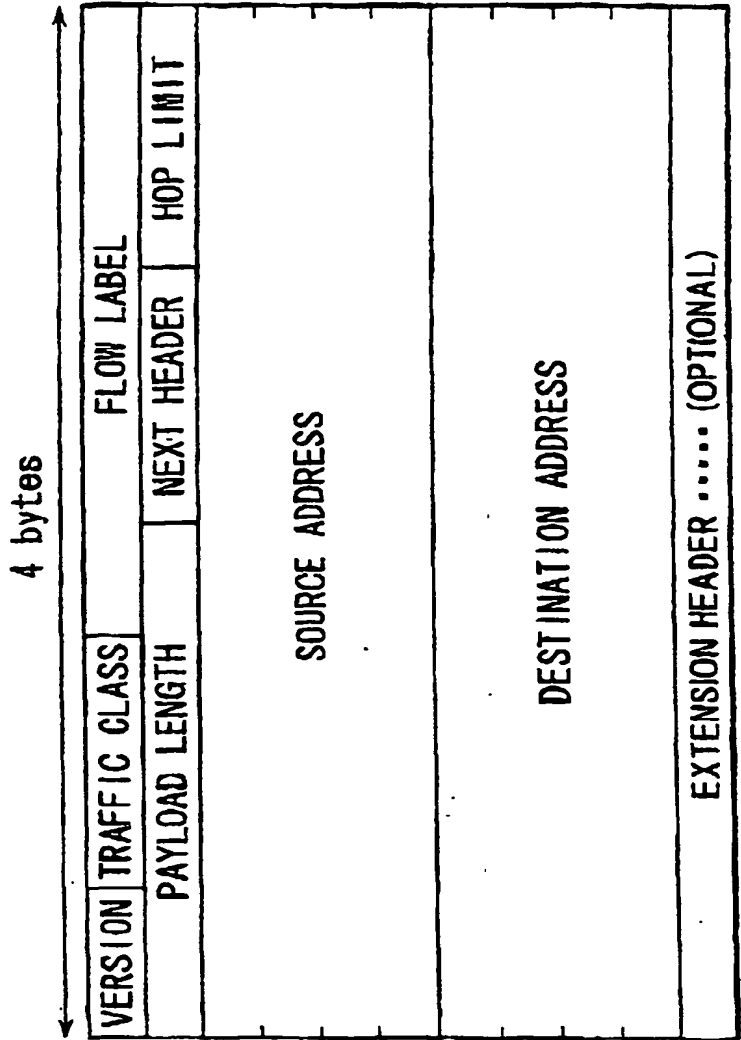 4 bytes
VERSION TRAFFIC CLASS FLOW LABEL
PAYLOAD LENGTH NEXT HEADER HOP LIMIT
SOURCE ADDRESS
DESTINATION ADDRESS
EXTENSION HEADER ..... (OPTIONAL)